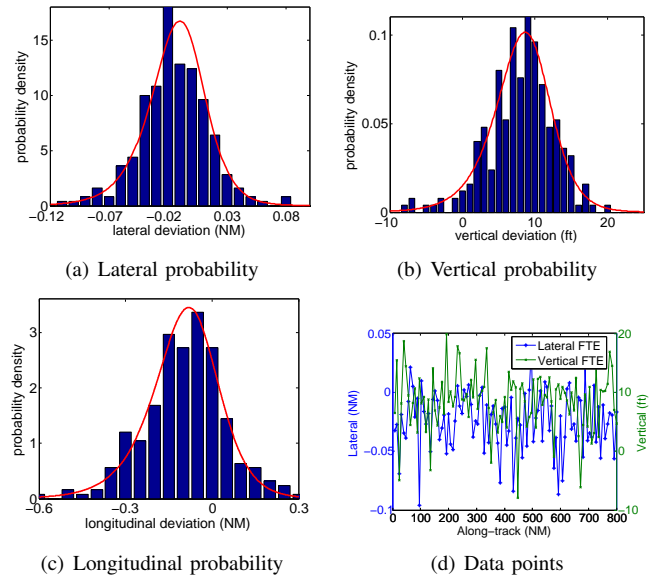 15
10
5
0
probability density
−0.12
−0.07
−0.02
0.03
0.08
lateral deviation (NM)
(a) Lateral probability
0.1
0.05
0
probability density
−10
0
10
20
vertical deviation (ft)
(b) Vertical probability
3
2
1
0
probability density
−0.6
−0.3
0
0.3
longitudinal deviation (NM)
(c) Longitudinal probability
Lateral FTE
Vertical FTE
0.05
0
−0.05
−0.1
Lateral (NM)
20
10
0
−10
Vertical (ft)
0
100
200
300
400
500
600
700
800
Along−track (NM)
(d) Data points